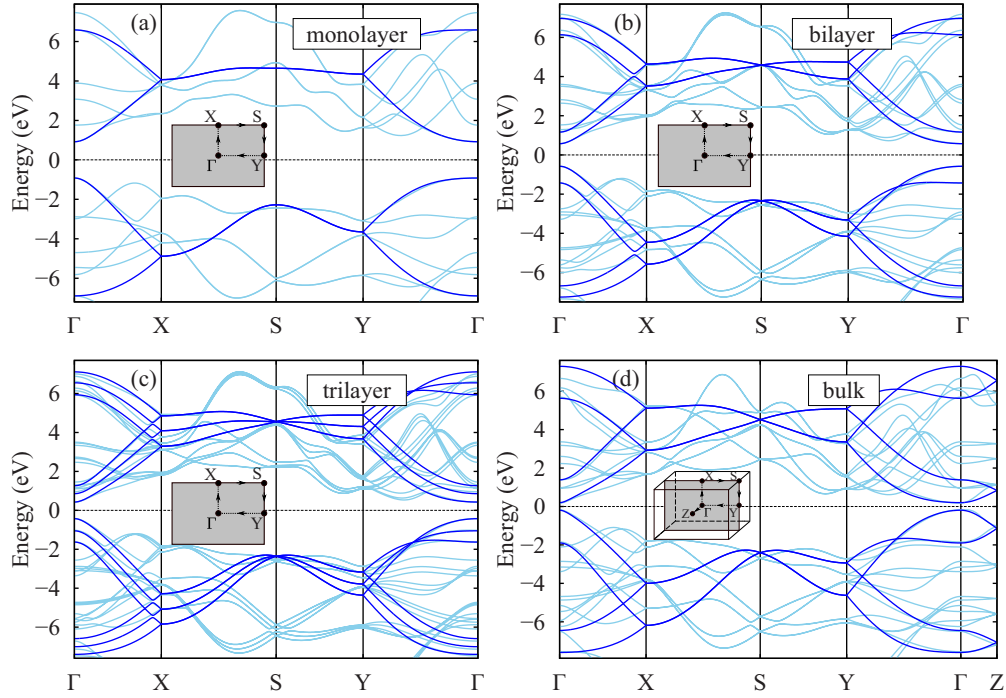 (a)
monolayer
Energy (eV)
6
4
2
0
−2
−4
−6
X
S
Γ
Y
Γ
X
S
Y
Γ
(b)
bilayer
Energy (eV)
6
4
2
0
−2
−4
−6
X
S
Γ
Y
Γ
X
S
Y
Γ
(c)
trilayer
Energy (eV)
6
4
2
0
−2
−4
−6
X
S
Γ
Y
Γ
X
S
Y
Γ
(d)
bulk
Energy (eV)
6
4
2
0
−2
−4
−6
X
S
Z
Γ
Y
Γ
X
S
Y
Γ
Z